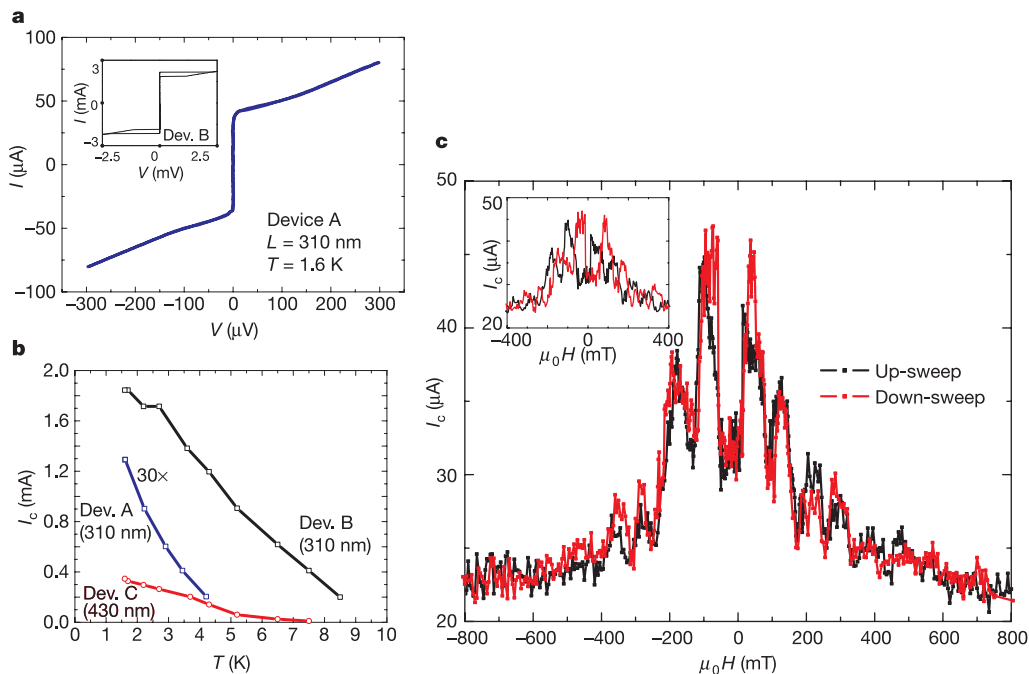 a
100
50
0
−50
−100
I (μA)
−300
−200
−100
0
100
200
300
V (μV)
3
0
−3
I (mA)
−2.5
0
2.5
V (mV)
Dev. B
Device A
L = 310 nm
T = 1.6 K
b
2.0
1.6
1.2
0.8
0.4
0
I_c (mA)
30×
Dev. A
(310 nm)
Dev. B
(310 nm)
Dev. C
(430 nm)
0 1 2 3 4 5 6 7 8 9 10
T (K)
c
50
40
30
20
I_c (μA)
50
20
I_c (μA)
−400
0
400
μ₀H (mT)
Up-sweep
Down-sweep
−800 −600 −400 −200 0 200 400 600 800
μ₀H (mT)